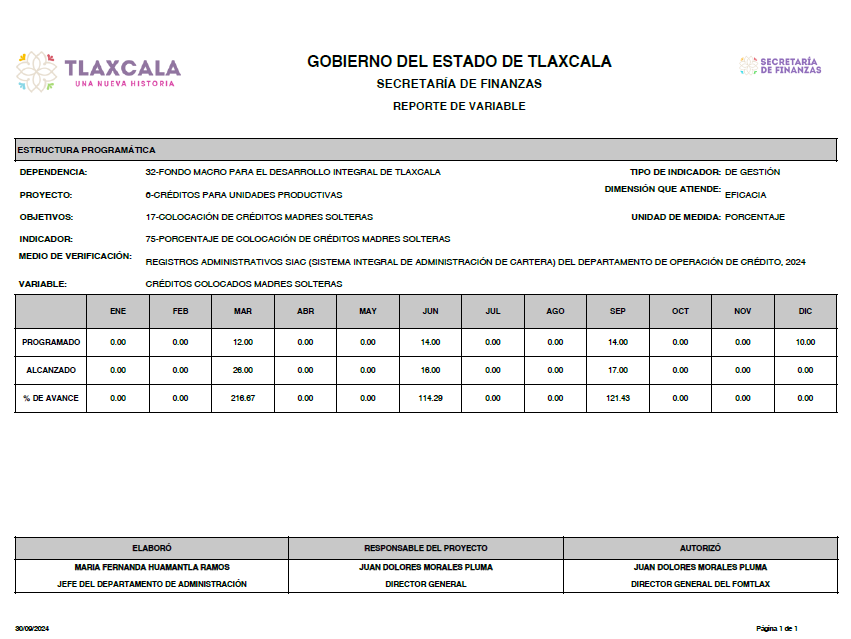 TLAXCALA
UNA NUEVA HISTORIA
GOBIERNO DEL ESTADO DE TLAXCALA
SECRETARÍA DE FINANZAS
REPORTE DE VARIABLE
SECRETARÍA
DE FINANZAS
ESTRUCTURA PROGRAMÁTICA
DEPENDENCIA: 32-FONDO MACRO PARA EL DESARROLLO INTEGRAL DE TLAXCALA TIPO DE INDICADOR: DE GESTIÓN
PROYECTO: 6-CRÉDITOS PARA UNIDADES PRODUCTIVAS DIMENSIÓN QUE ATIENDE: EFICACIA
OBJETIVOS: 17-COLOCACIÓN DE CRÉDITOS MADRES SOLTERAS UNIDAD DE MEDIDA: PORCENTAJE
INDICADOR: 75-PORCENTAJE DE COLOCACIÓN DE CRÉDITOS MADRES SOLTERAS
MEDIO DE VERIFICACIÓN: REGISTROS ADMINISTRATIVOS SIAC (SISTEMA INTEGRAL DE ADMINISTRACIÓN DE CARTERA) DEL DEPARTAMENTO DE OPERACIÓN DE CRÉDITO, 2024
VARIABLE: CRÉDITOS COLOCADOS MADRES SOLTERAS
ENE FEB MAR ABR MAY JUN JUL AGO SEP OCT NOV DIC
PROGRAMADO 0.00 0.00 12.00 0.00 0.00 14.00 0.00 0.00 14.00 0.00 0.00 10.00
ALCANZADO 0.00 0.00 26.00 0.00 0.00 16.00 0.00 0.00 17.00 0.00 0.00 0.00
% DE AVANCE 0.00 0.00 216.67 0.00 0.00 114.29 0.00 0.00 121.43 0.00 0.00 0.00
ELABORÓ RESPONSABLE DEL PROYECTO AUTORIZÓ
MARIA FERNANDA HUAMANTLA RAMOS JUAN DOLORES MORALES PLUMA JUAN DOLORES MORALES PLUMA
JEFE DEL DEPARTAMENTO DE ADMINISTRACIÓN DIRECTOR GENERAL DIRECTOR GENERAL DEL FOMTLAX
30/09/2024 Página 1 de 1